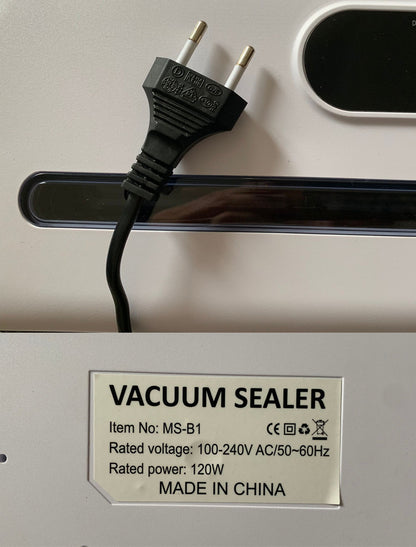 VACUUM SEALER
Item No: MS-B1
Rated voltage: 100-240V AC/50~60Hz
Rated power: 120W
MADE IN CHINA